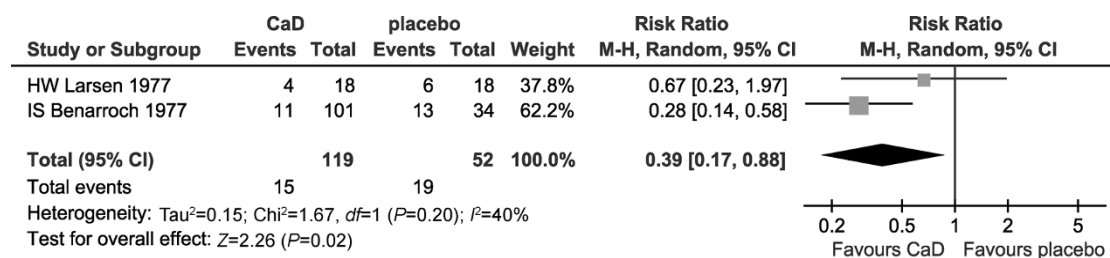 CaD placebo Risk Ratio Risk Ratio
Study or Subgroup Events Total Events Total Weight M-H, Random, 95% CI M-H, Random, 95% CI
HW Larsen 1977 4 18 6 18 37.8% 0.67 [0.23, 1.97]
IS Benarroch 1977 11 101 13 34 62.2% 0.28 [0.14, 0.58]
Total (95% CI) 119 52 100.0% 0.39 [0.17, 0.88]
Total events 15 19
Heterogeneity: Tau²=0.15; Chi²=1.67, df=1 (P=0.20); I²=40%
Test for overall effect: Z=2.26 (P=0.02)
0.2 0.5 1 2 5
Favours CaD Favours placebo